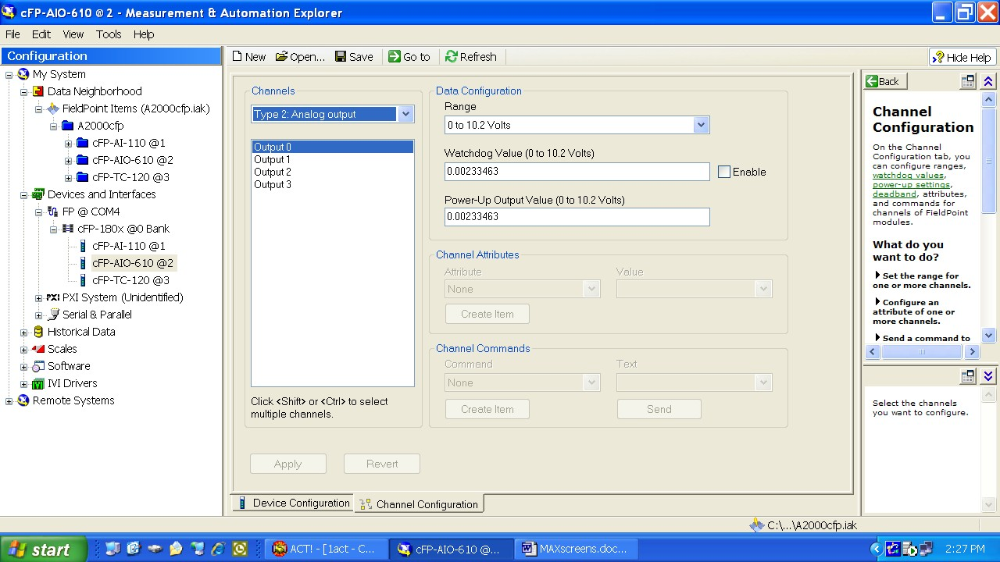 cFP-AIO-610 @ 2 - Measurement & Automation Explorer
File Edit View Tools Help
Configuration
My System
Data Neighborhood
FieldPoint Items (A2000cfp.iak)
A2000cfp
cFP-AI-110 @1
cFP-AIO-610 @2
cFP-TC-120 @3
Devices and Interfaces
FP @ COM4
cFP-180x @0 Bank
cFP-AI-110 @1
cFP-AIO-610 @2
cFP-TC-120 @3
PXI PXI System (Unidentified)
Serial & Parallel
Historical Data
Scales
Software
IVI Drivers
Remote Systems
New Open... Save Go to Refresh
Hide Help
Channels
Type 2: Analog output
Output 0
Output 1
Output 2
Output 3
Click <Shift> or <Ctrl> to select
multiple channels.
Data Configuration
Range
0 to 10.2 Volts
Watchdog Value (0 to 10.2 Volts)
0.00233463
Enable
Power-Up Output Value (0 to 10.2 Volts)
0.00233463
Channel Attributes
Attribute Value
None
Create Item
Channel Commands
Command Text
None
Create Item Send
Apply Revert
Device Configuration Channel Configuration
Back
Channel
Configuration
On the Channel
Configuration tab, you
can configure ranges,
watchdog values,
power-up settings,
deadband, attributes,
and commands for
channels of FieldPoint
modules.
What do you
want to do?
Set the range for
one or more channels.
Configure an
attribute of one or
more channels.
Send a command to
Select the channels
you want to configure.
C:\...\A2000cfp.iak
start
ACT! - [1act - C...
cFP-AIO-610 @...
MAXscreens.doc...
2:27 PM